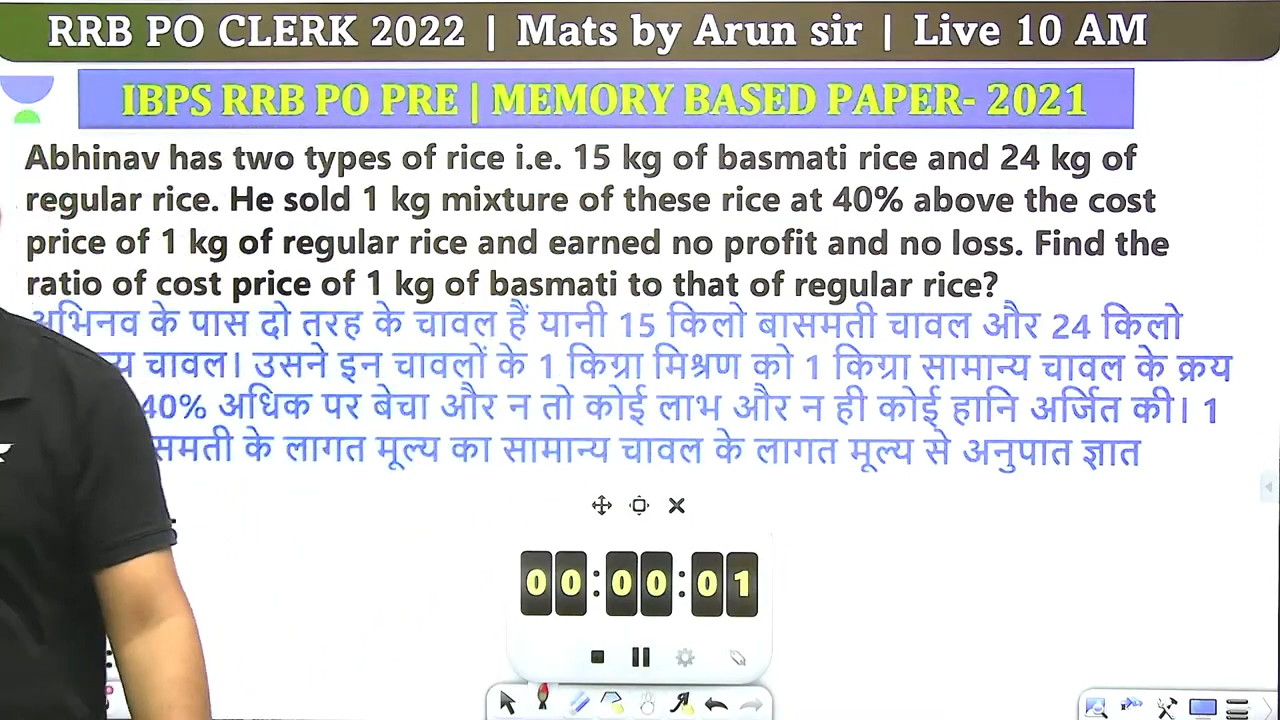 RRB PO CLERK 2022 | Mats by Arun sir | Live 10 AM
IBPS RRB PO PRE | MEMORY BASED PAPER- 2021
Abhinav has two types of rice i.e. 15 kg of basmati rice and 24 kg of
regular rice. He sold 1 kg mixture of these rice at 40% above the cost
price of 1 kg of regular rice and earned no profit and no loss. Find the
ratio of cost price of 1 kg of basmati to that of regular rice?
अभिनव के पास दो तरह के चावल हैं यानी 15 किलो बासमती चावल और 24 किलो
चावल। उसने इन चावलों के 1 किग्रा मिश्रण को 1 किग्रा सामान्य चावल के क्रय
40% अधिक पर बेचा और न तो कोई लाभ और न ही कोई हानि अर्जित की। 1
के लागत मूल्य का सामान्य चावल के लागत मूल्य से अनुपात ज्ञात
00:00:01